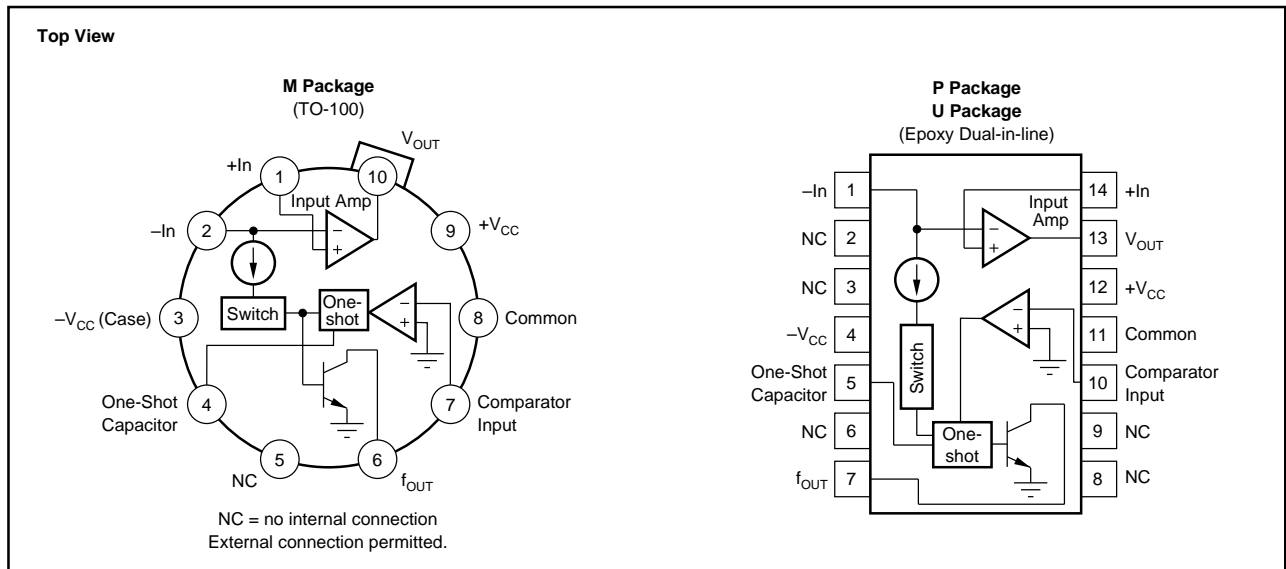 Top View
M Package
(TO-100)
+In
VOUT
1
10
Input Amp
–In
2
9
+VCC
–
+
–VCC (Case)
3
Switch
One-
shot
–
+
8
Common
One-Shot
Capacitor
4
7
Comparator
Input
5
6
NC
fOUT
NC = no internal connection
External connection permitted.
P Package
U Package
(Epoxy Dual-in-line)
–In
1
14
+In
Input
Amp
NC
2
–
+
13
VOUT
NC
3
12
+VCC
–VCC
4
–
+
11
Common
One-Shot
Capacitor
5
Switch
10
Comparator
Input
NC
6
One-
shot
9
NC
fOUT
7
8
NC